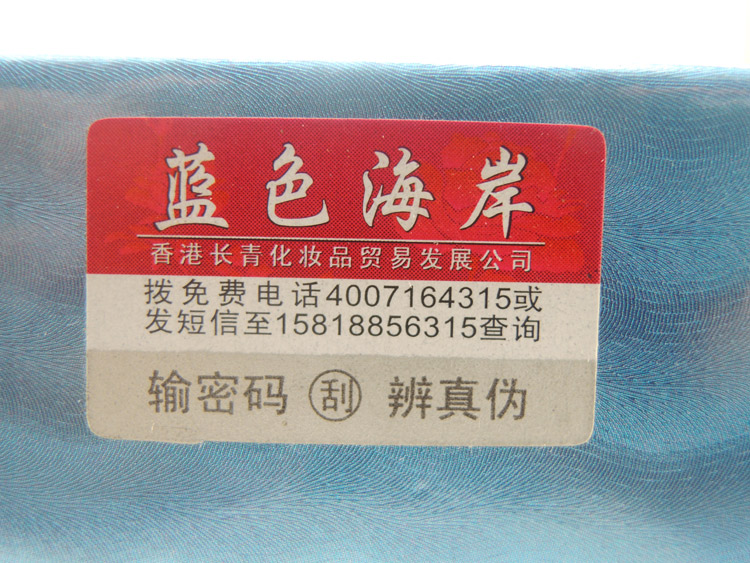 蓝色海岸
香港长青化妆品贸易发展公司
拨免费电话4007164315或
发短信至15818856315查询
输密码 刮 辨真伪